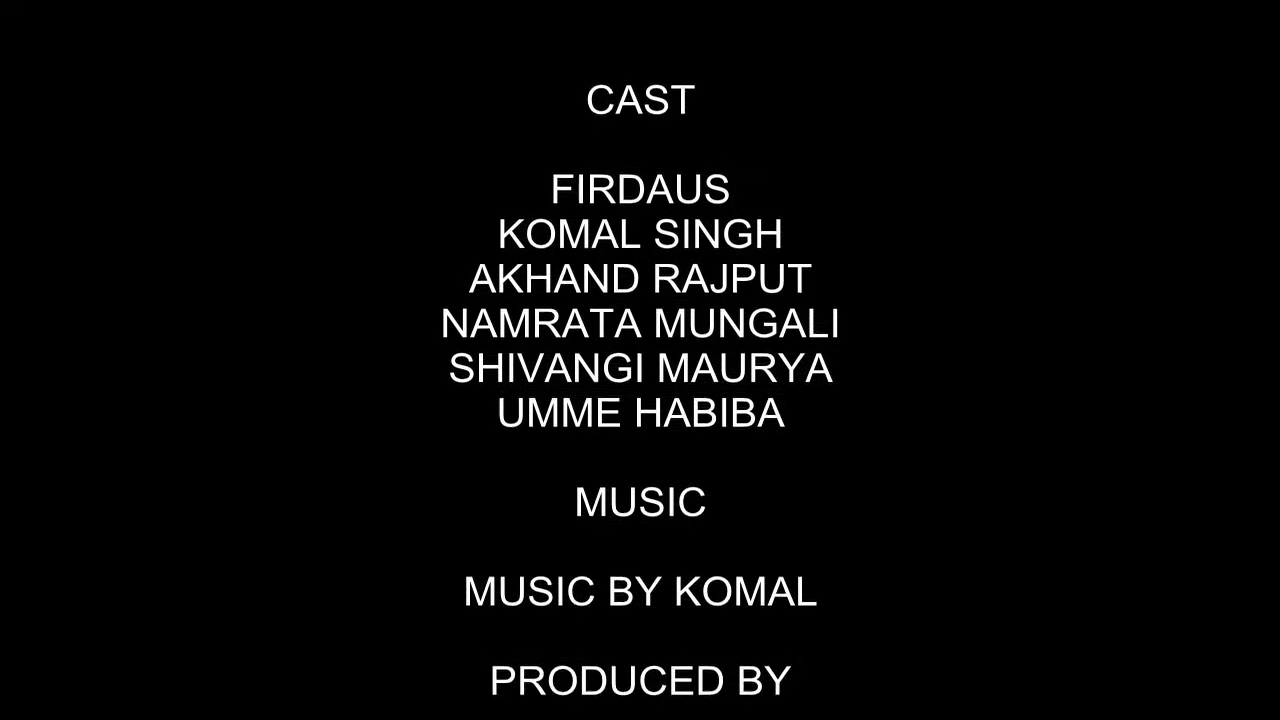 CAST
FIRDAUS
KOMAL SINGH
AKHAND RAJPUT
NAMRATA MUNGALI
SHIVANGI MAURYA
UMME HABIBA
MUSIC
MUSIC BY KOMAL
PRODUCED BY